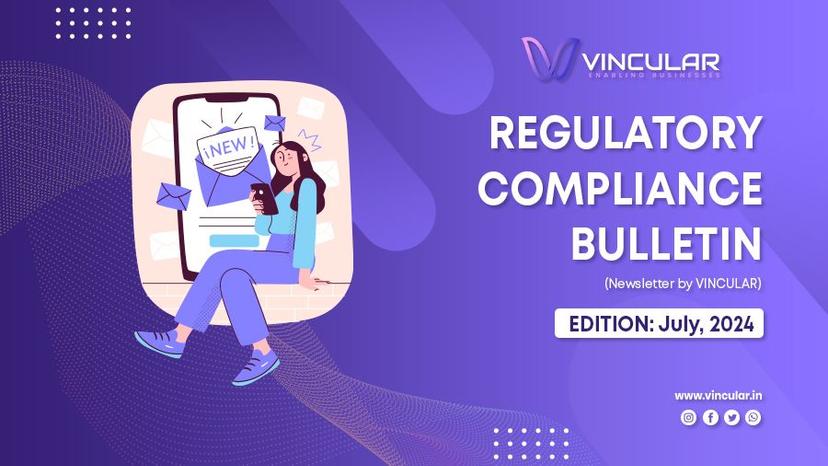 VINCULAR
ENABLING BUSINESSES
¡NEW!
REGULATORY
COMPLIANCE
BULLETIN
(Newsletter by VINCULAR)
EDITION: July, 2024
www.vincular.in